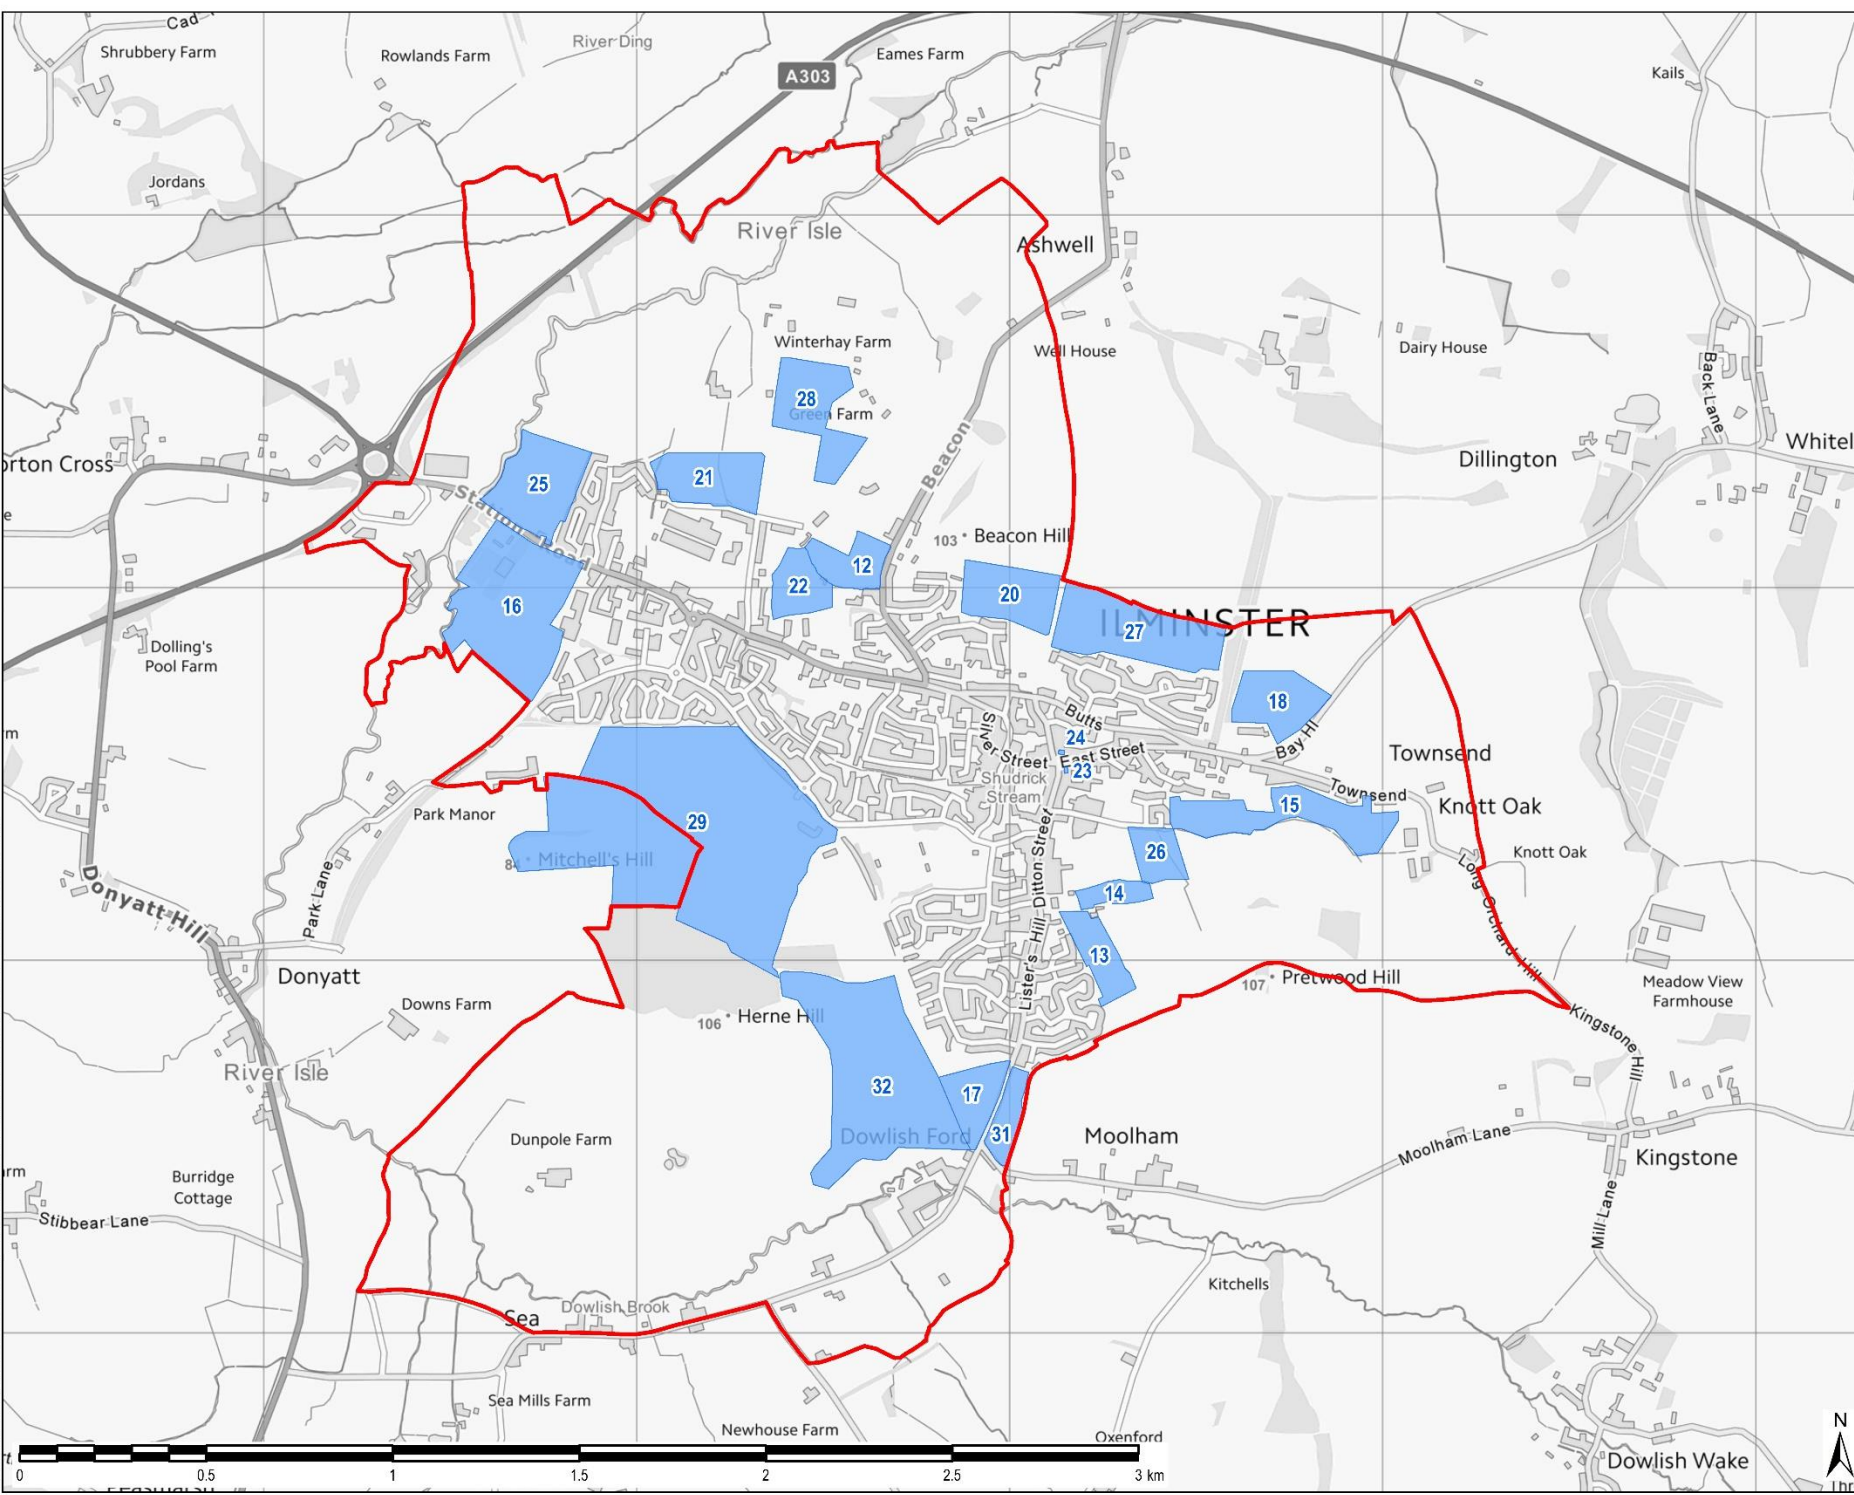 Cad
Shrubbery Farm
Rowlands Farm
River Ding
Eames Farm
A303
Kails
Jordans
River Isle
Ashwell
Winterhay Farm
Well House
Dairy House
Back Lane
28
Green Farm
Beacon
Whitel
orton Cross
Dillington
25
21
Station Road
103
Beacon Hill
12
22
20
16
ILMINSTER
27
Dolling's
Pool Farm
18
Butts
24
Silver Street
East Street
Bay Hl
Townsend
23
Shudrick
Stream
Townsend
15
Knott Oak
Park Manor
29
Ditton Street
26
Knott Oak
84
Mitchell's Hill
Long Orchard Hill
Donyatt Hill
Park Lane
14
13
Lister's Hill
Donyatt
107
Pretwood Hill
Meadow View
Farmhouse
Downs Farm
106
Herne Hill
Kingstone Hill
River Isle
32
17
31
Dunpole Farm
Dowlish Ford
Moolham
Moolham Lane
Kingstone
Burridge
Cottage
Mill Lane
Stibbear Lane
Kitchells
Sea
Dowlish Brook
Sea Mills Farm
Newhouse Farm
Oxenford
N
Dowlish Wake
0
0.5
1
1.5
2
2.5
3 km